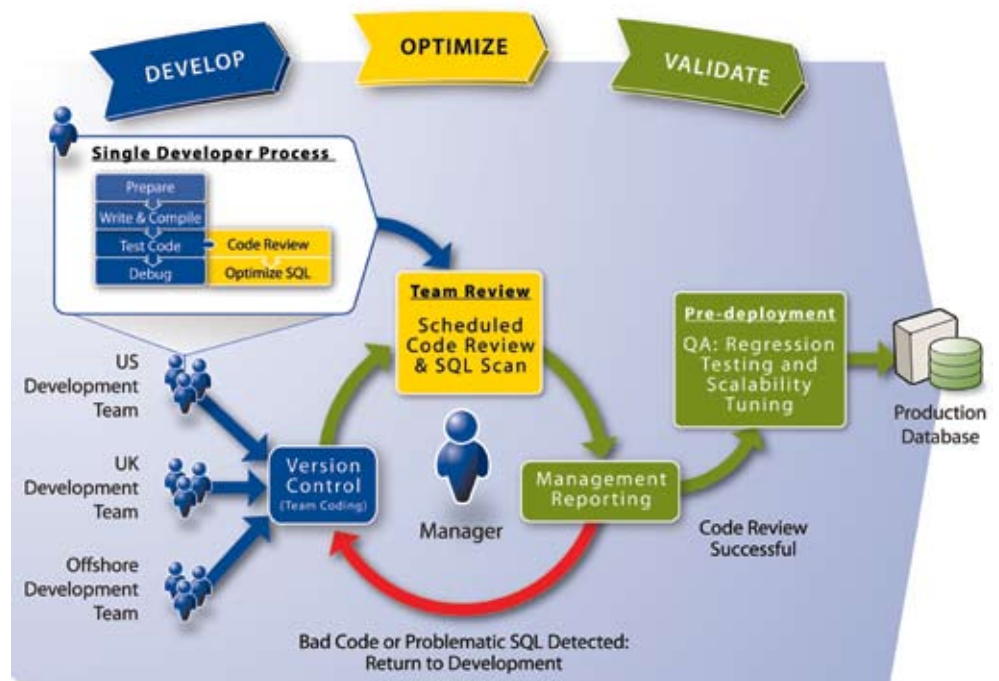 DEVELOP
OPTIMIZE
VALIDATE
Single Developer Process
Prepare
Write & Compile
Test Code
Debug
Code Review
Optimize SQL
Team Review
Scheduled
Code Review
& SQL Scan
Pre-deployment
QA: Regression
Testing and
Scalability
Tuning
Production
Database
US
Development
Team
UK
Development
Team
Offshore
Development
Team
Version
Control
(Team Coding)
Manager
Management
Reporting
Code Review
Successful
Bad Code or Problematic SQL Detected:
Return to Development